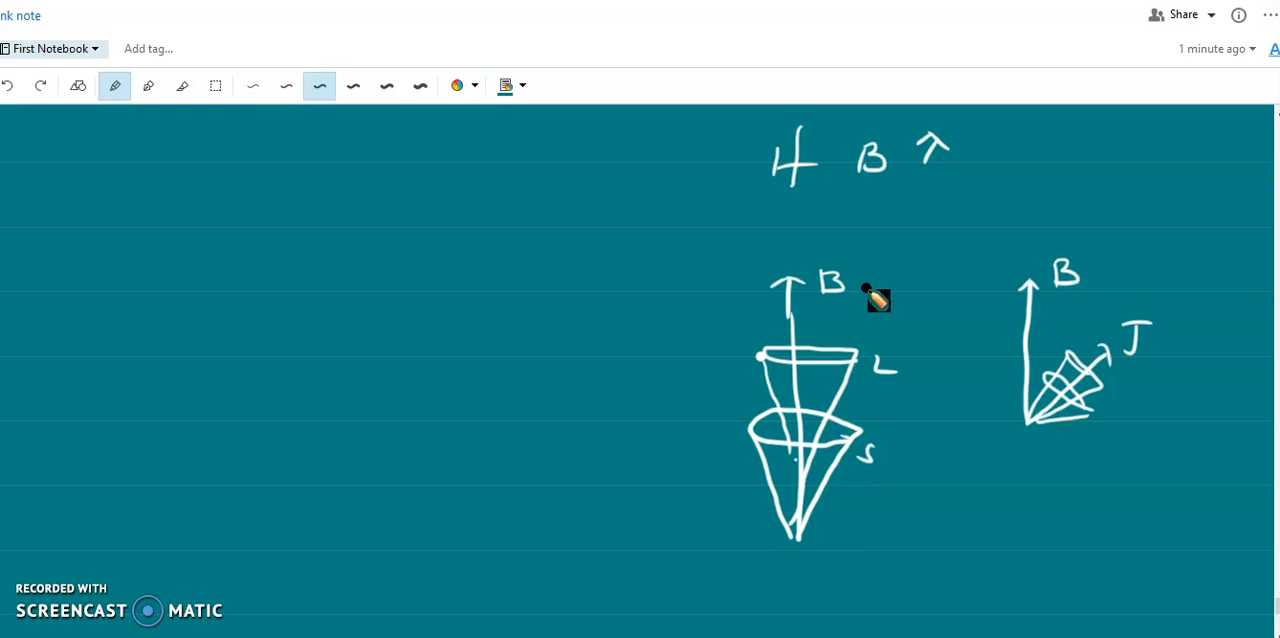 nk note
Share
First Notebook
Add tag...
1 minute ago
A
B ↑
B
B
J
L
S
RECORDED WITH
SCREENCAST MATIC